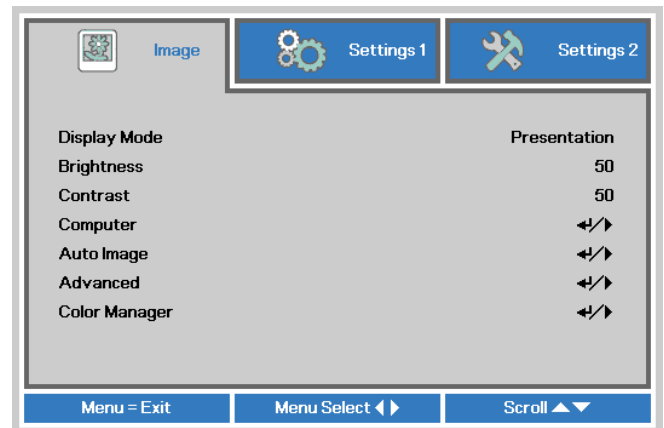 Image Settings 1 Settings 2
Display Mode Presentation
Brightness 50
Contrast 50
Computer ↵/▶
Auto Image ↵/▶
Advanced ↵/▶
Color Manager ↵/▶
Menu = Exit Menu Select ◀▶ Scroll ▲▼